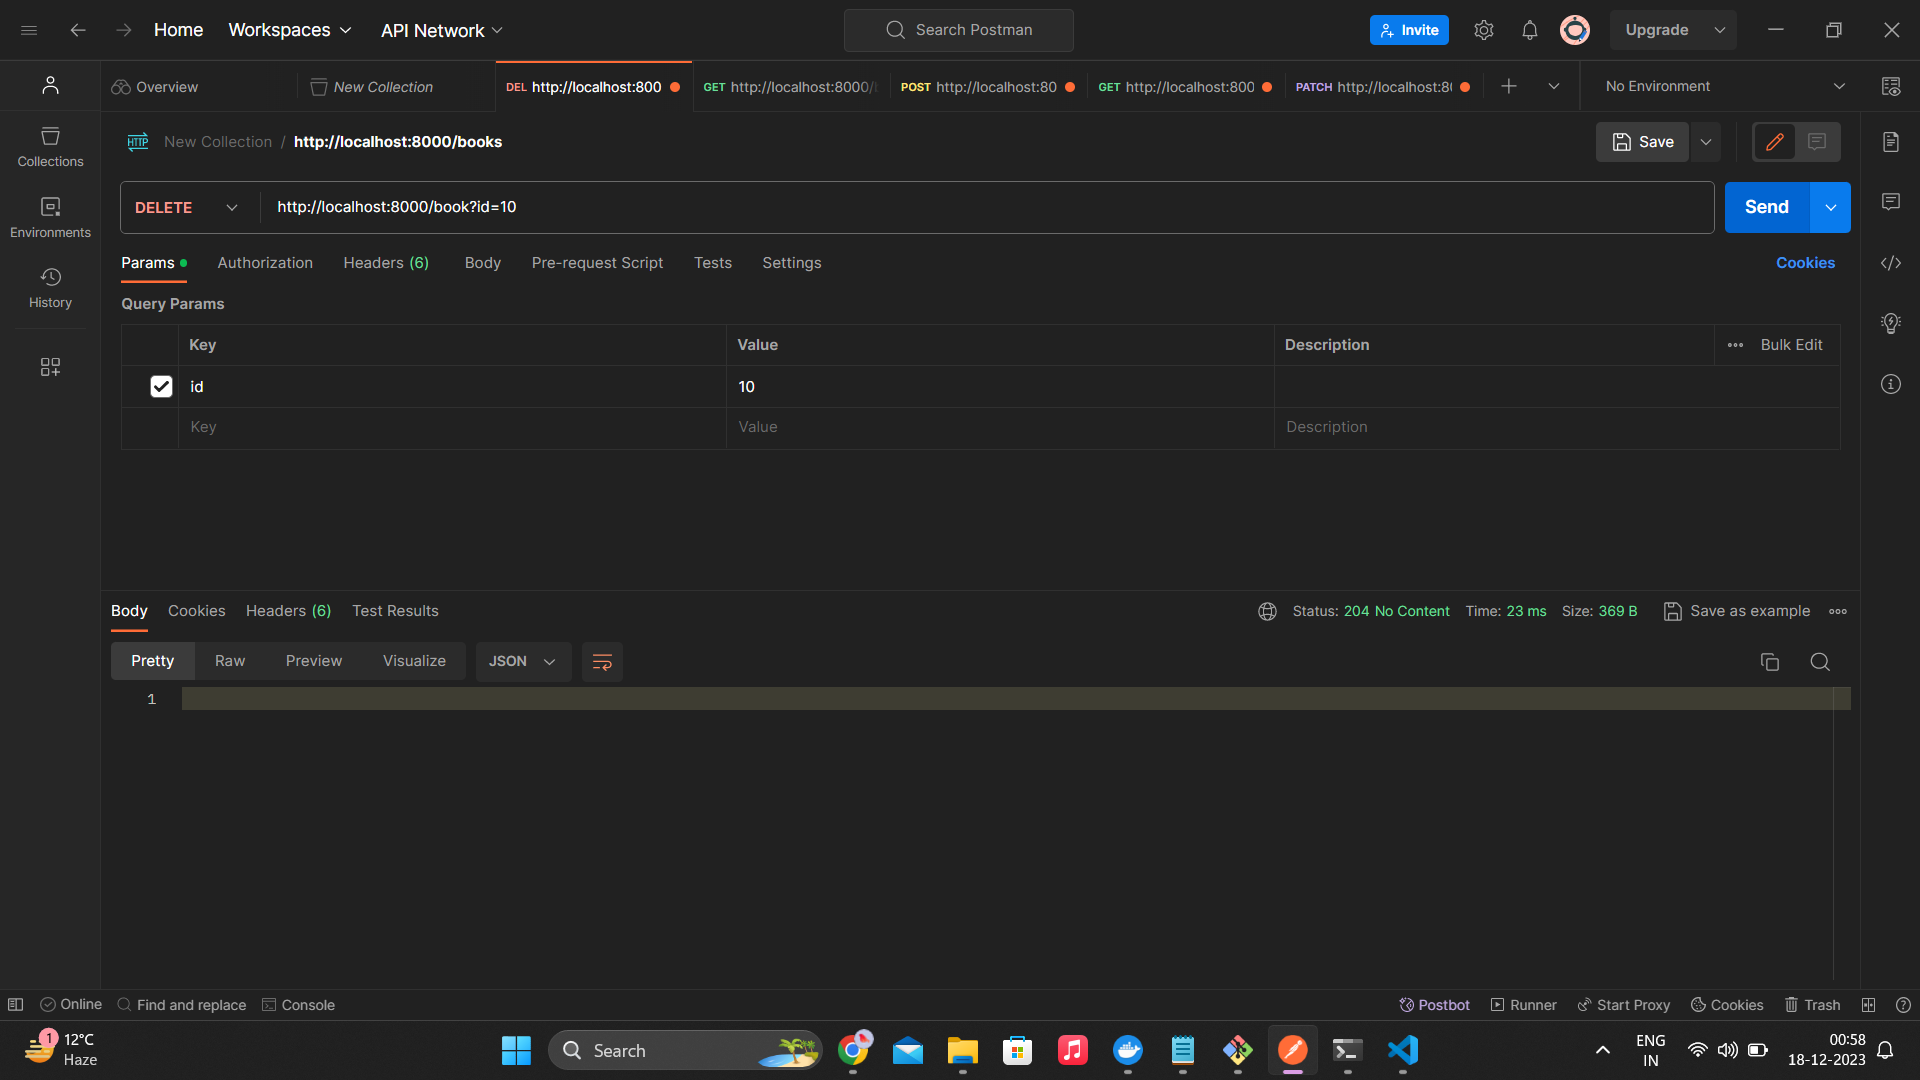 Home
Workspaces
API Network
Search Postman
Invite
Upgrade
Overview
New Collection
DEL http://localhost:800
GET http://localhost:8000/
POST http://localhost:80
GET http://localhost:800
PATCH http://localhost:8
No Environment
Collections
Environments
History
HTTP
New Collection / http://localhost:8000/books
Save
DELETE
http://localhost:8000/book?id=10
Send
Params
Authorization
Headers (6)
Body
Pre-request Script
Tests
Settings
Cookies
Query Params
Key
Value
Description
Bulk Edit
id
10
Key
Value
Description
Body
Cookies
Headers (6)
Test Results
Status: 204 No Content
Time: 23 ms
Size: 369 B
Save as example
Pretty
Raw
Preview
Visualize
JSON
1
Online
Find and replace
Console
Postbot
Runner
Start Proxy
Cookies
Trash
1
12°C
Haze
Search
ENG
IN
00:58
18-12-2023